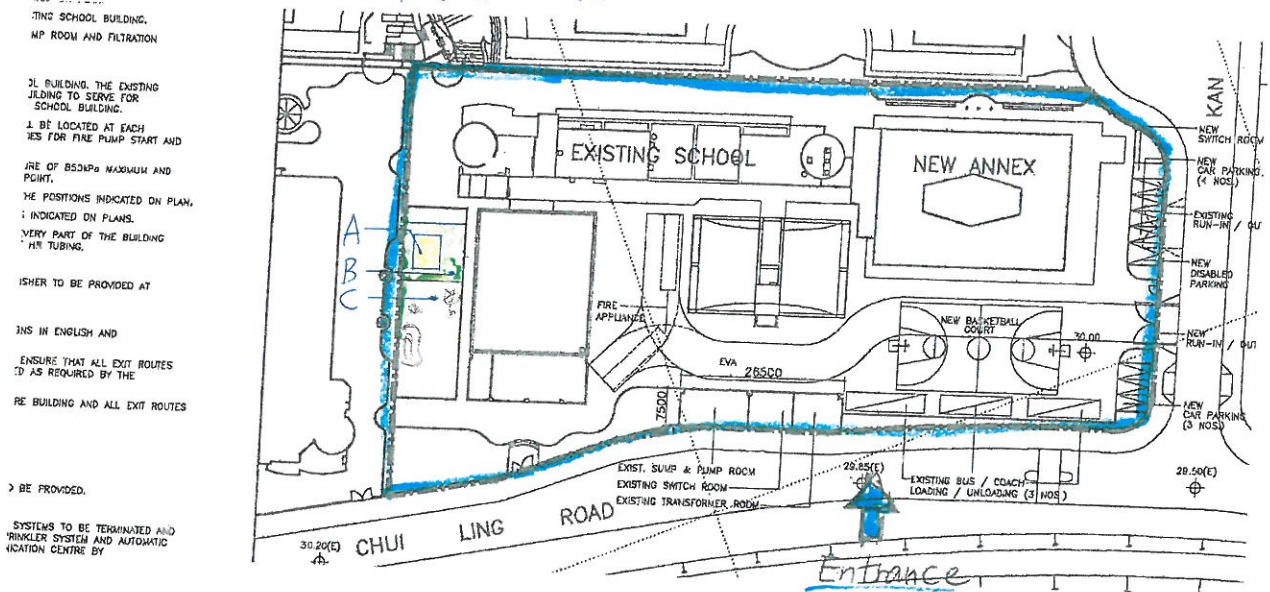 TING SCHOOL BUILDING.
MP ROOM AND FILTRATION
OL BUILDING. THE EXISTING
ILDING TO SERVE FOR
SCHOOL BUILDING.
BE LOCATED AT EACH
ES FOR FIRE PUMP START AND
RE OF 850kPa MAXIMUM AND
POINT.
HE POSITIONS INDICATED ON PLAN.
INDICATED ON PLANS.
VERY PART OF THE BUILDING
HR TUBING.
ISHER TO BE PROVIDED AT
INS IN ENGLISH AND
ENSURE THAT ALL EXIT ROUTES
ED AS REQUIRED BY THE
RE BUILDING AND ALL EXIT ROUTES
BE PROVIDED.
SYSTEMS TO BE TERMINATED AND
RINKLER SYSTEM AND AUTOMATIC
ICATION CENTRE BY
KAN
NEW
SWITCH ROOM
NEW
CAR PARKING
(4 NOS.)
EXISTING
RUN-IN / OUT
NEW
DISABLED
PARKING
NEW
RUN-IN / OUT
NEW
CAR PARKING
(3 NOS)
EXISTING SCHOOL
NEW ANNEX
A
B
C
FIRE
APPLIANCE
NEW BASKETBALL
COURT
30.00
EVA
26500
7500
EXIST. SUMP & PUMP ROOM
EXISTING SWITCH ROOM
EXISTING TRANSFORMER ROOM
29.85(E)
EXISTING BUS / COACH
LOADING / UNLOADING (3 NOS)
29.50(E)
30.20(E)
CHUI LING ROAD
Entrance